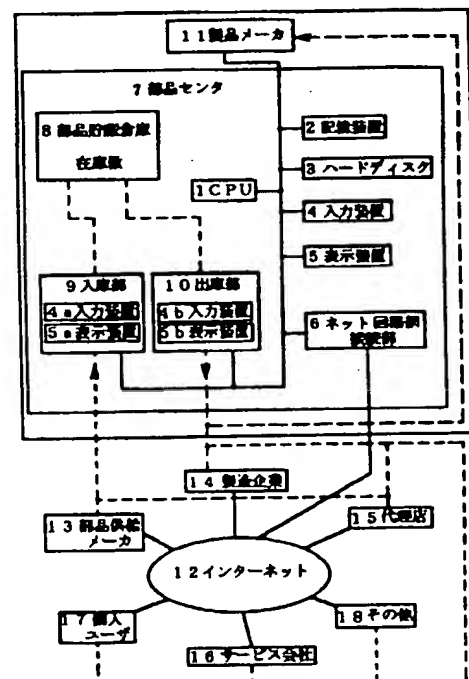 11製品メーカ
7部品センタ
8部品貯蔵倉庫
在庫数
2記憶装置
3ハードディスク
1CPU
4入力装置
5表示装置
9入庫部
4a入力装置
5a表示装置
10出庫部
4b入力装置
5b表示装置
6ネット回路網
接続部
14製造企業
13部品供給
メーカ
15代理店
12インターネット
17個人
ユーザ
18その他
16サービス会社